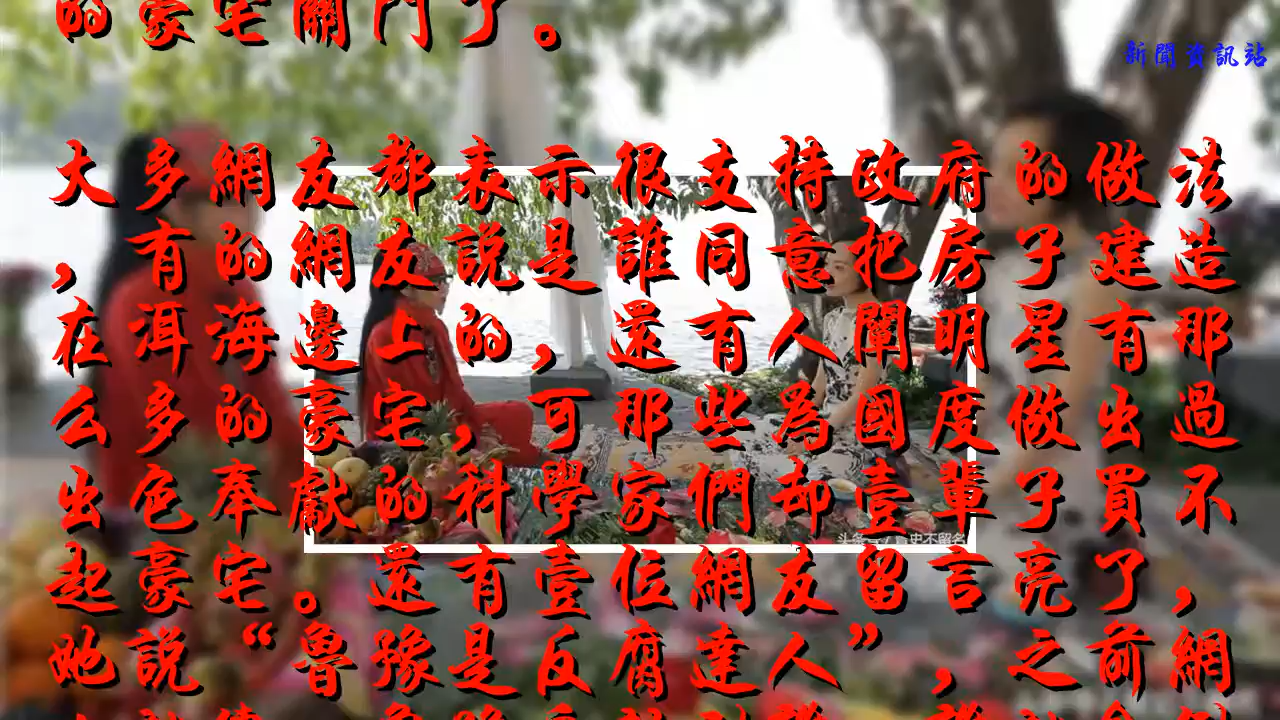 的豪宅關門了。
新聞資訊站
大多網友都表示很支持政府的做法
，有的網友說是誰同意把房子建造
在洱海邊上的，還有人闡明星有那
么多的豪宅，可那些為國度做出過
出色奉獻的科學家們却壹輩子買不
起豪宅。還有壹位網友留言亮了，
她說“魯豫是反腐達人”，之前網